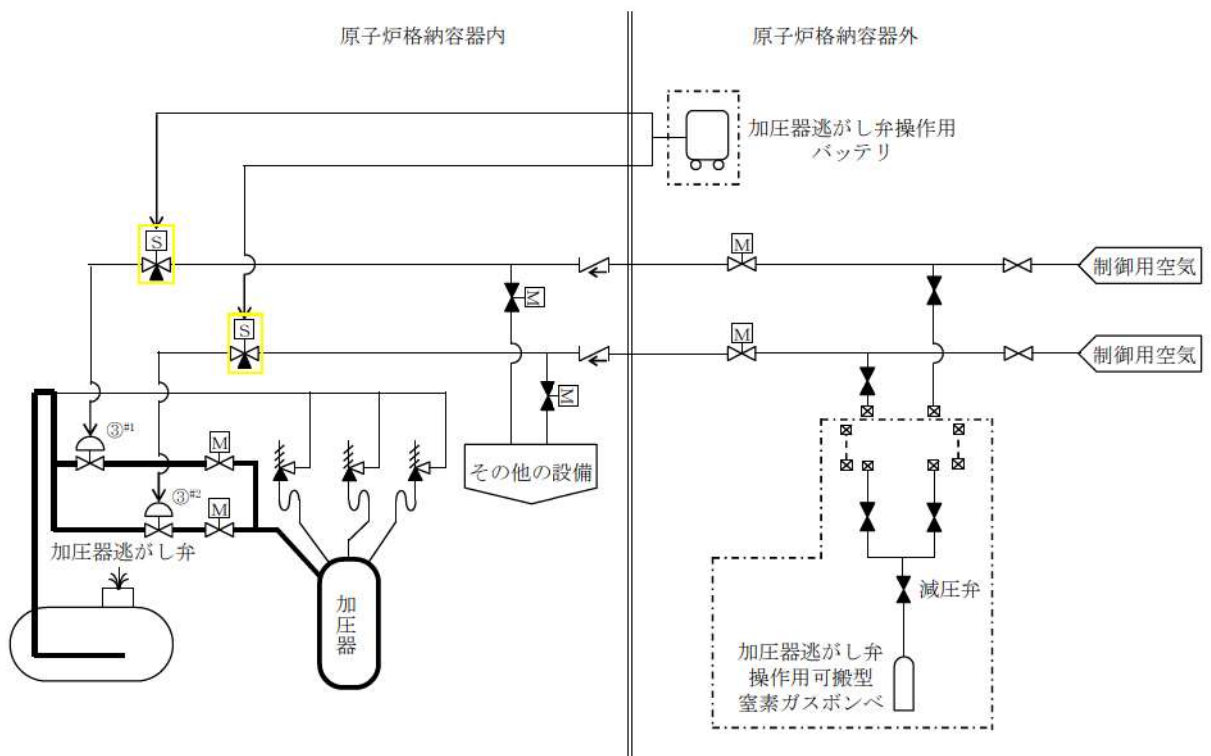 原子炉格納容器内
原子炉格納容器外
加圧器逃がし弁操作用
バッテリ
S
M
制御用空気
M
S
M
制御用空気
M
③#1
M
その他の設備
③#2
M
加圧器逃がし弁
減圧弁
加圧器
加圧器逃がし弁
操作用可搬型
窒素ガスボンベ